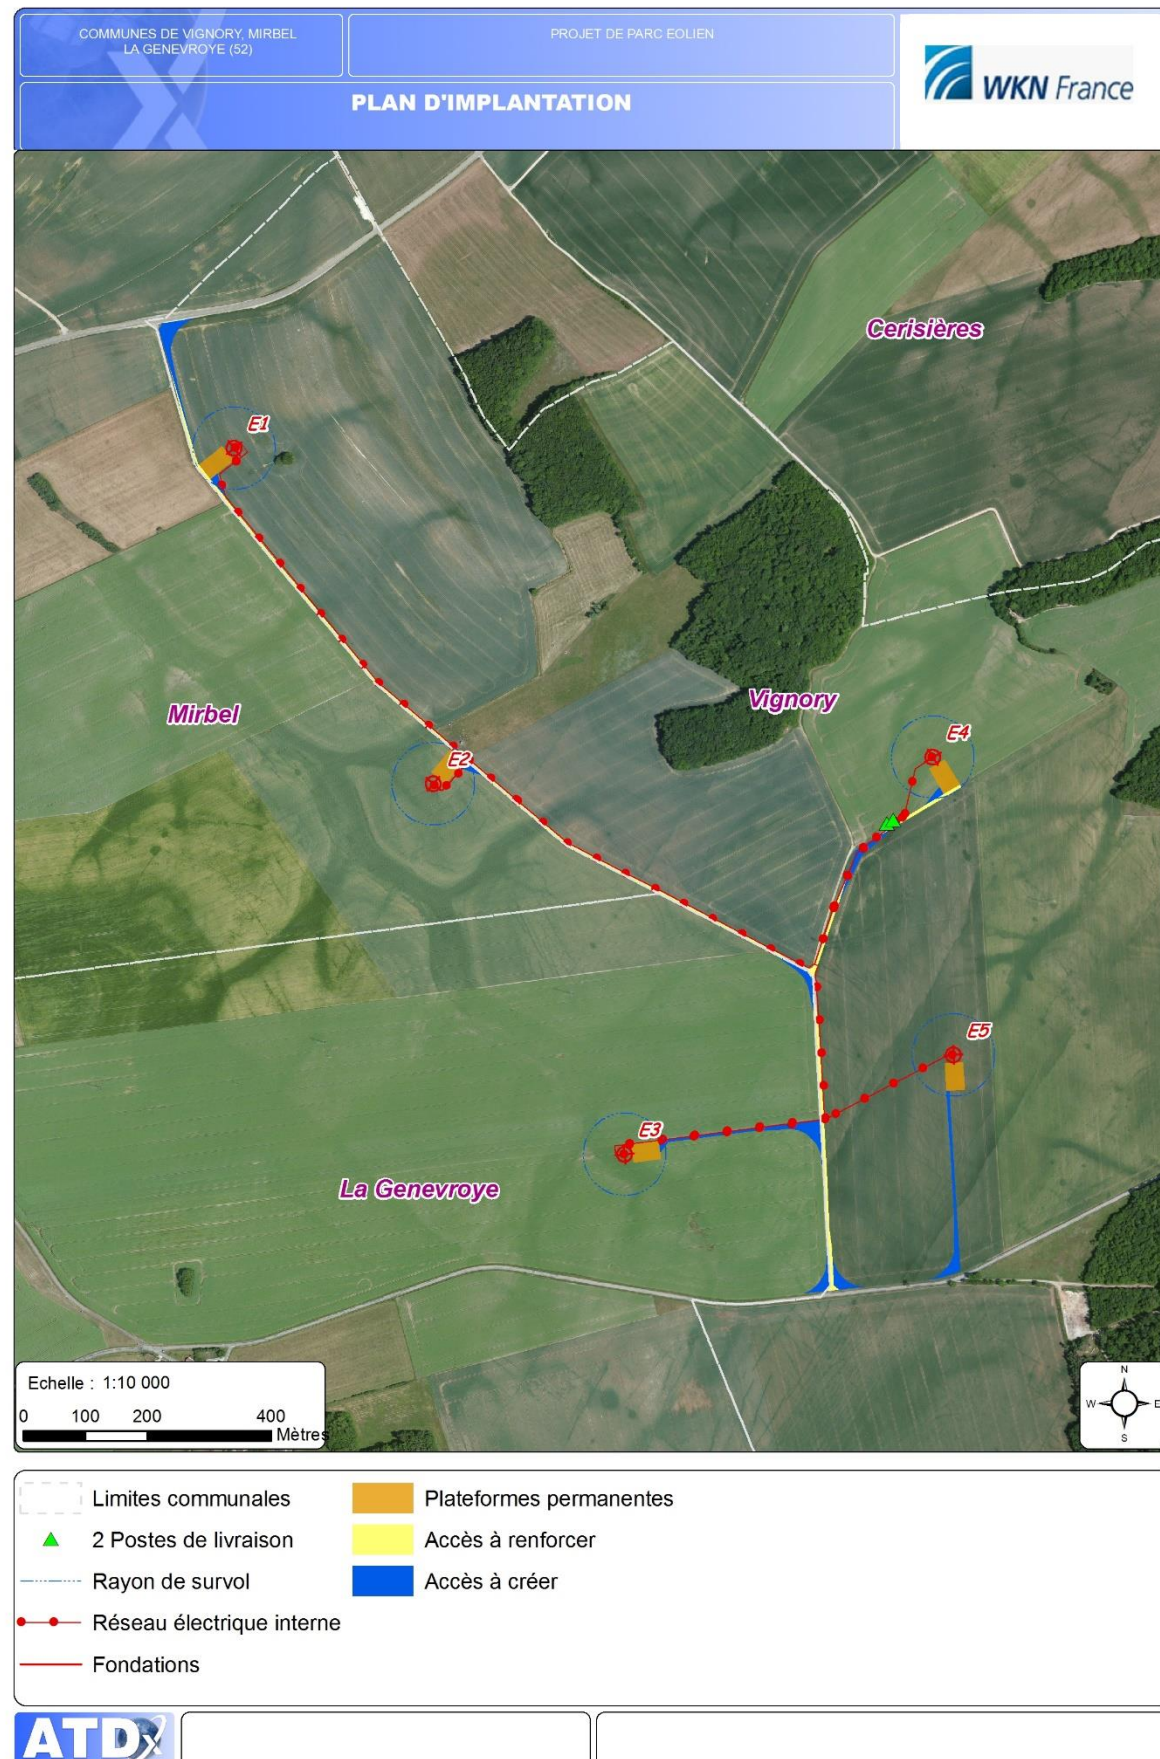 COMMUNES DE VIGNORY, MIRBEL
LA GENEVROYE (52)
PROJET DE PARC EOLIEN
PLAN D'IMPLANTATION
WKN France
Cerisières
E1
Mirbel
Vignory
E4
E2
E5
E3
La Genevroye
Echelle : 1:10 000
0 100 200 400
Mètres
N
W E
S
Limites communales
Plateformes permanentes
2 Postes de livraison
Accès à renforcer
Rayon de survol
Accès à créer
Réseau électrique interne
Fondations
ATDx